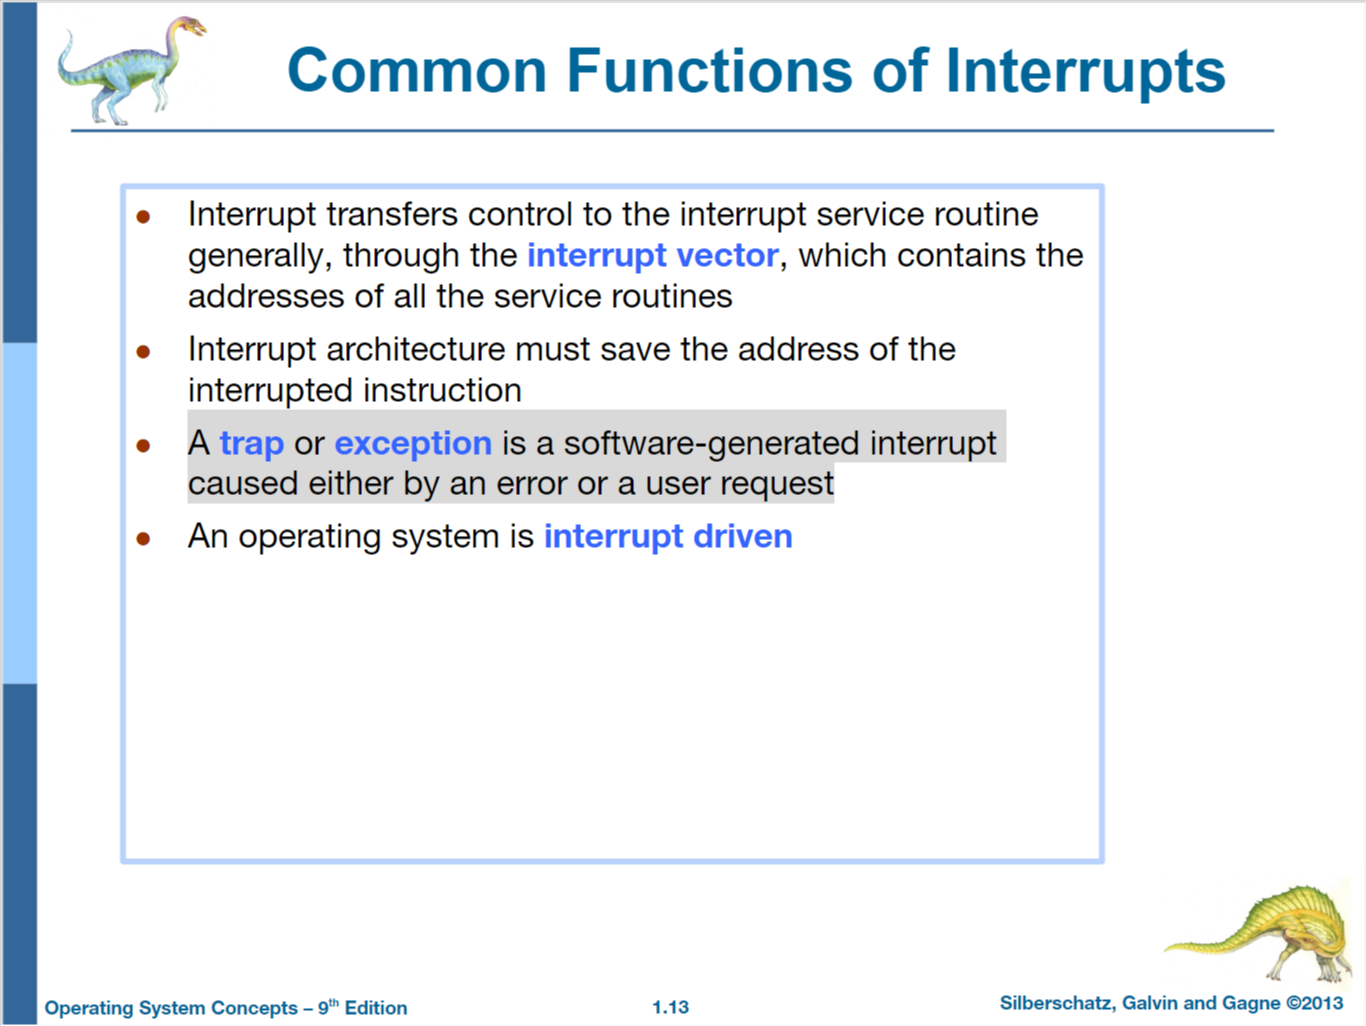 Common Functions of Interrupts
● Interrupt transfers control to the interrupt service routine
generally, through the interrupt vector, which contains the
addresses of all the service routines
● Interrupt architecture must save the address of the
interrupted instruction
● A trap or exception is a software-generated interrupt
caused either by an error or a user request
● An operating system is interrupt driven
Operating System Concepts – 9th Edition
1.13
Silberschatz, Galvin and Gagne ©2013